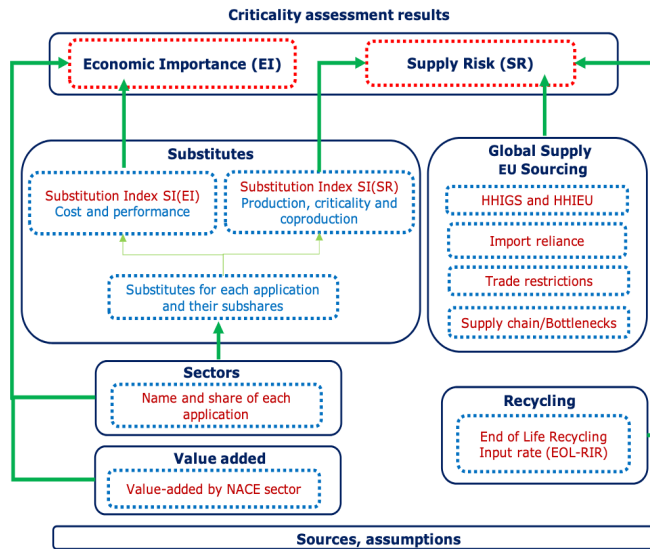 Criticality assessment results
Economic Importance (EI)
Supply Risk (SR)
Substitutes
Substitution Index SI(EI)
Cost and performance
Substitution Index SI(SR)
Production, criticality and
coproduction
Substitutes for each application
and their subshares
Global Supply
EU Sourcing
HHIGS and HHIEU
Import reliance
Trade restrictions
Supply chain/Bottlenecks
Sectors
Name and share of each
application
Value added
Value-added by NACE sector
Recycling
End of Life Recycling
Input rate (EOL-RIR)
Sources, assumptions